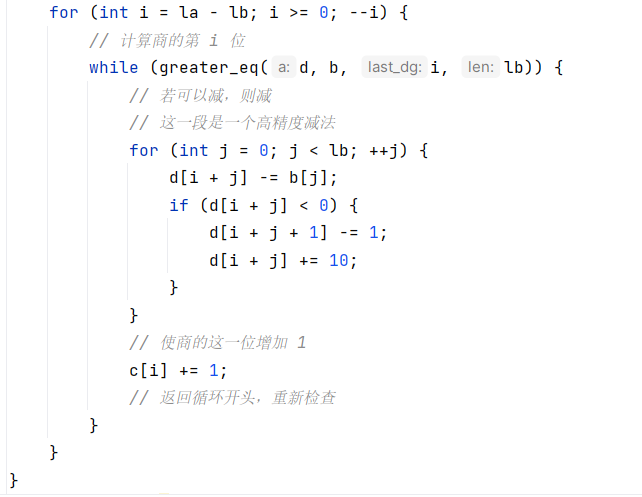 for (int i = la - lb; i >= 0; --i) {
// 计算商的第 i 位
while (greater_eq( a: d, b, last_dg: i, len: lb)) {
// 若可以减，则减
// 这一段是一个高精度减法
for (int j = 0; j < lb; ++j) {
d[i + j] -= b[j];
if (d[i + j] < 0) {
d[i + j + 1] -= 1;
d[i + j] += 10;
}
}
// 使商的这一位增加 1
c[i] += 1;
// 返回循环开头，重新检查
}
}
}